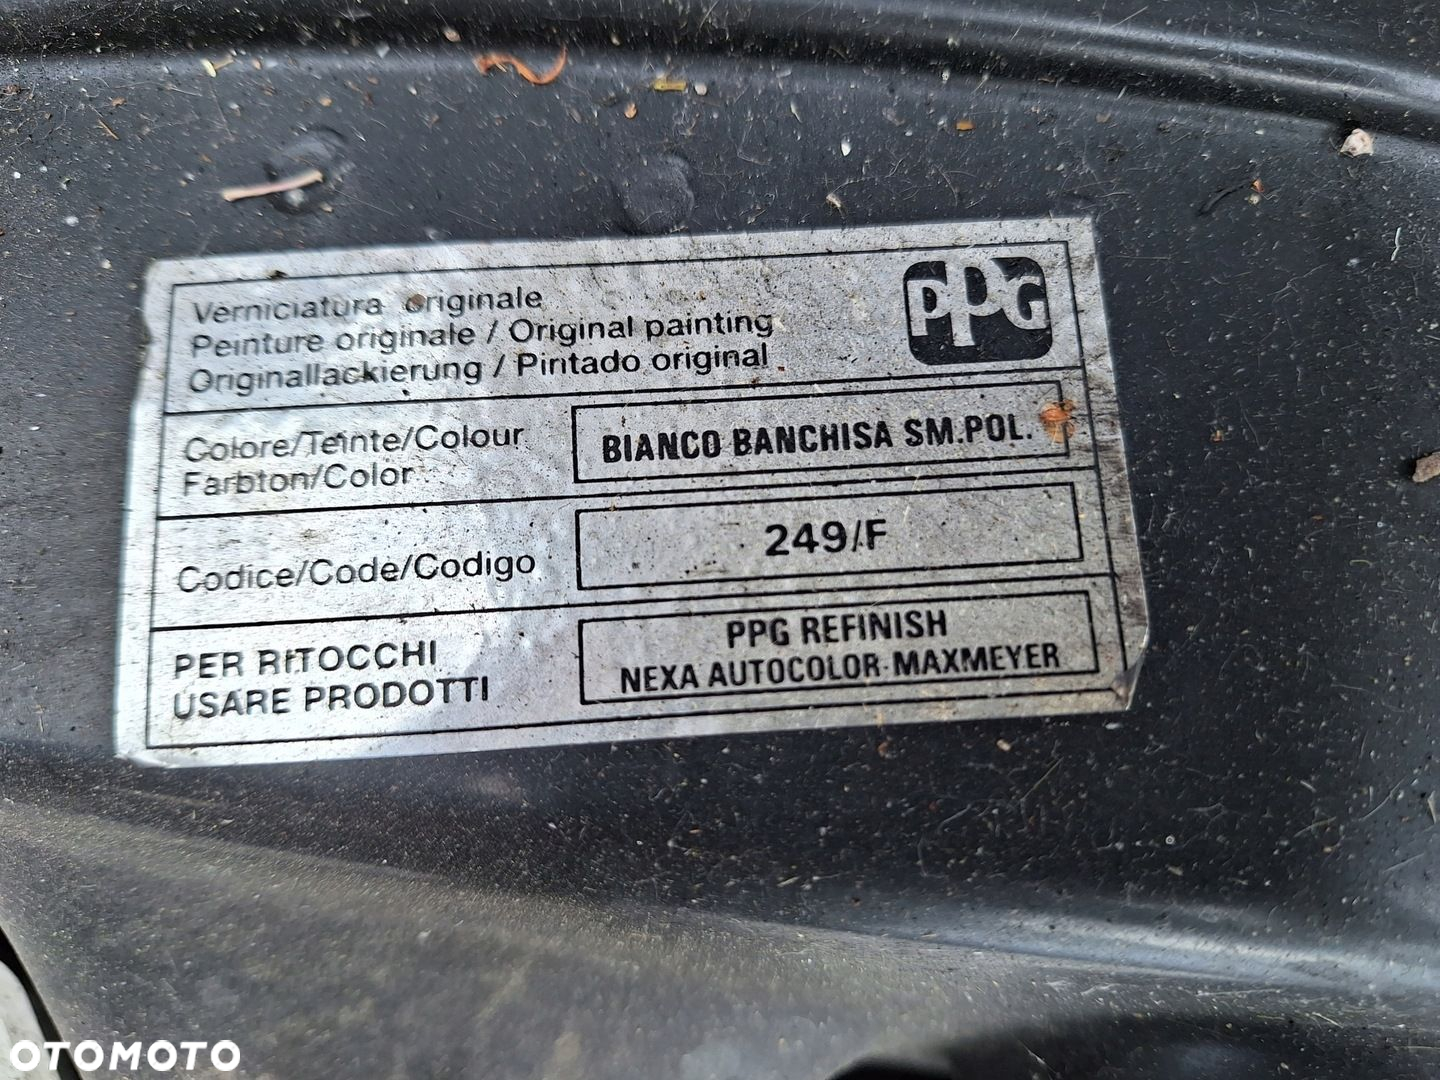 Verniciatura originale
Peinture originale / Original painting
Originallackierung / Pintado original
PPG
Colore/Teinte/Colour
Farbton/Color
BIANCO BANCHISA SM.POL.
Codice/Code/Codigo
249/F
PER RITOCCHI
USARE PRODOTTI
PPG REFINISH
NEXA AUTOCOLOR-MAXMEYER
OTOMOTO